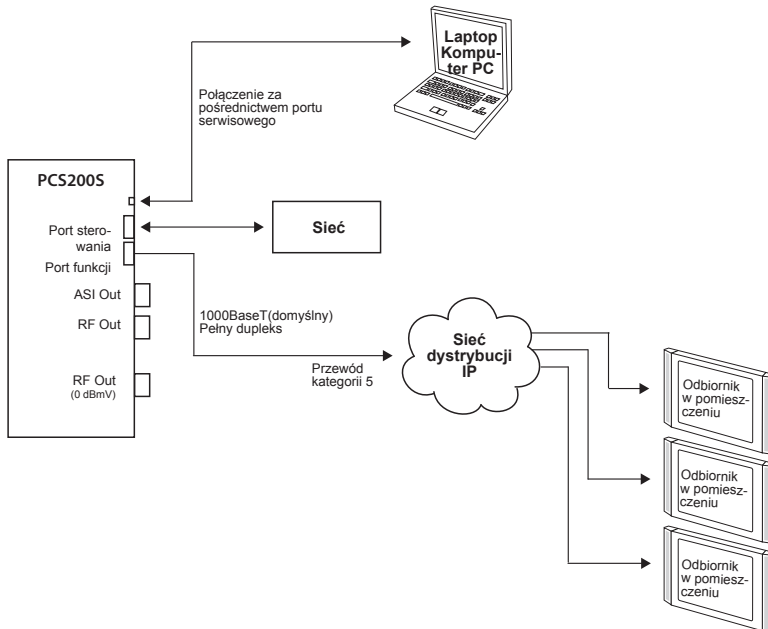 Laptop
Kompu-
ter PC
Połączenie za
pośrednictwem portu
serwisowego
PCS200S
Port stero-
wania
Sieć
Port funkcji
ASI Out
RF Out
RF Out
(0 dBmV)
1000BaseT(domyślny)
Pełny dupleks
Przewód
kategorii 5
Sieć
dystrybucji
IP
Odbiornik
w pomiesz-
czeniu
Odbiornik
w pomiesz-
czeniu
Odbiornik
w pomiesz-
czeniu